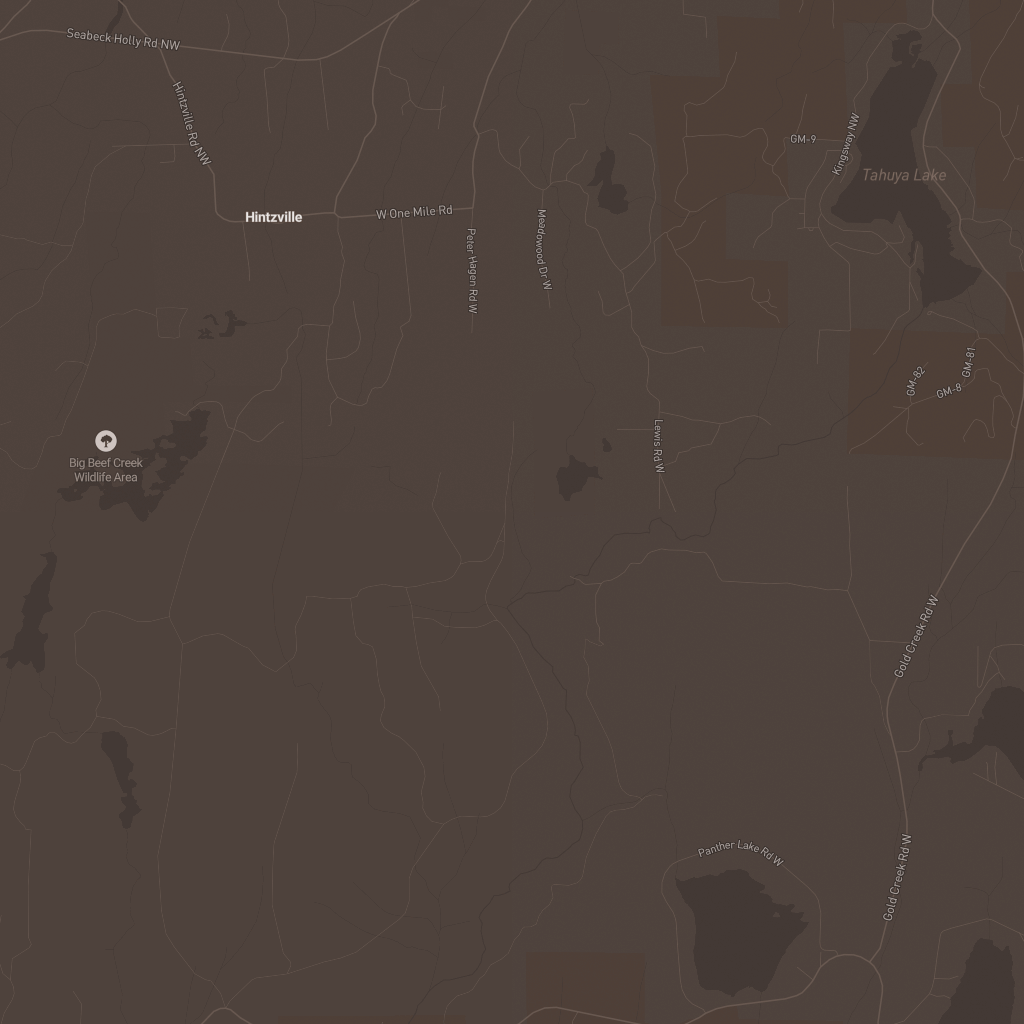 Seabeck Holly Rd NW
Hintzville Rd NW
GM-9
Kingsway NW
Tahuya Lake
Hintzville
W One Mile Rd
Peter Hagen Rd W
Meadowood Dr W
GM-81
GM-82
GM-8
Lewis Rd W
Big Beef Creek
Wildlife Area
Gold Creek Rd W
Panther Lake Rd W
Gold Creek Rd W